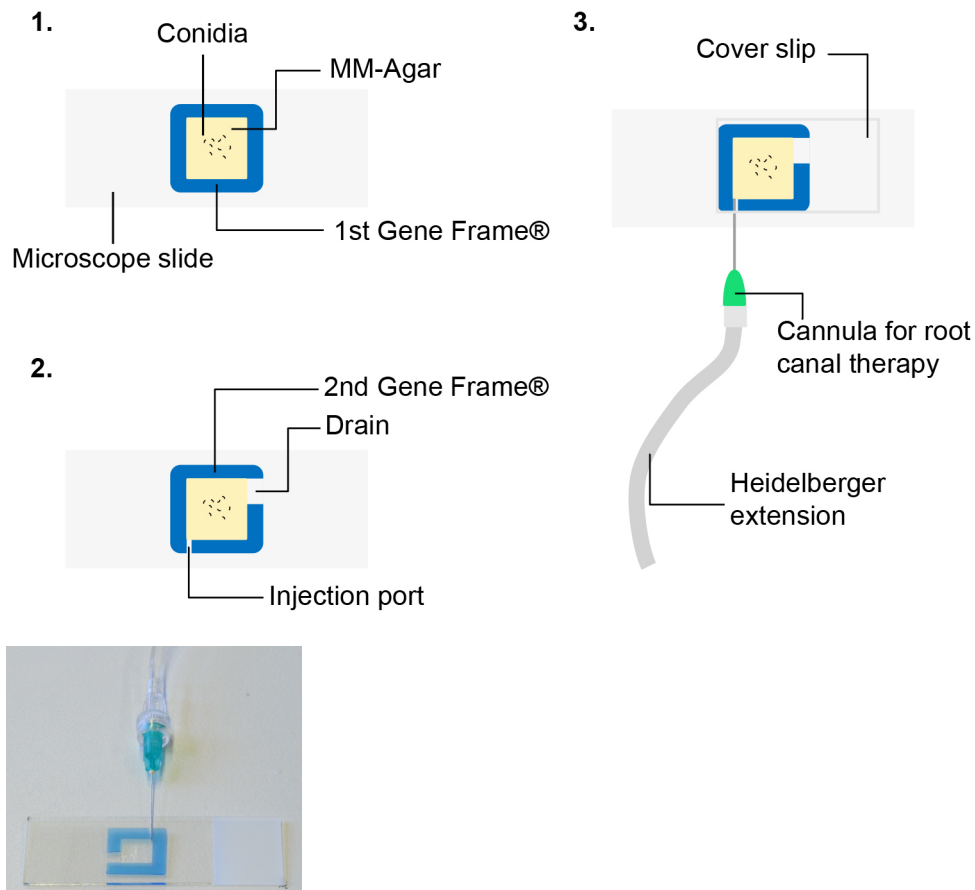 1.
Conidia
MM-Agar
1st Gene Frame®
Microscope slide
2.
2nd Gene Frame®
Drain
Injection port
3.
Cover slip
Cannula for root
canal therapy
Heidelberger
extension